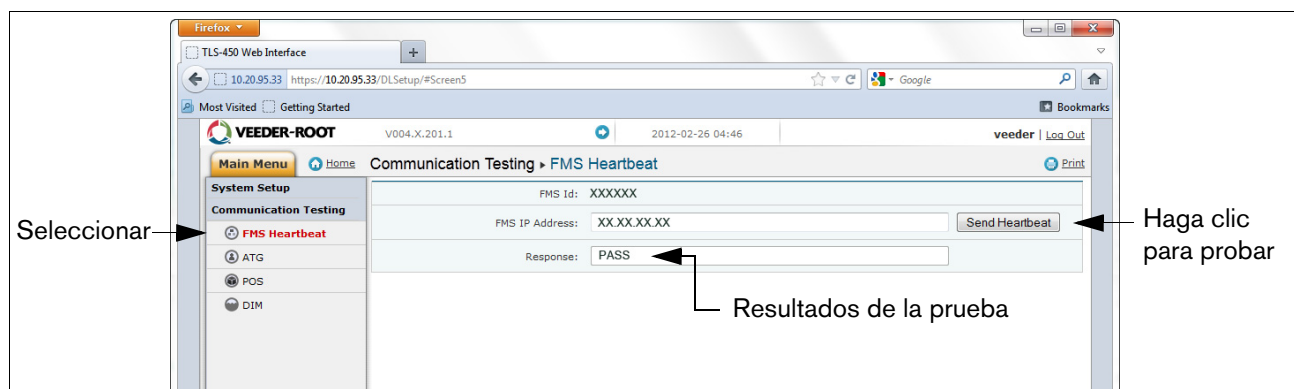 Firefox
TLS-450 Web Interface
10.20.95.33 https://10.20.95.33/DLSetup/#Screen5
Google
Most Visited Getting Started
Bookmarks
VEEDER-ROOT V004.X.201.1 2012-02-26 04:46 veeder | Log Out
Main Menu Home Communication Testing ▸ FMS Heartbeat Print
System Setup
FMS Id: XXXXXX
Communication Testing
FMS IP Address: XX.XX.XX.XX Send Heartbeat
Seleccionar
FMS Heartbeat
Haga clic
para probar
ATG
Response: PASS
POS
DIM
Resultados de la prueba